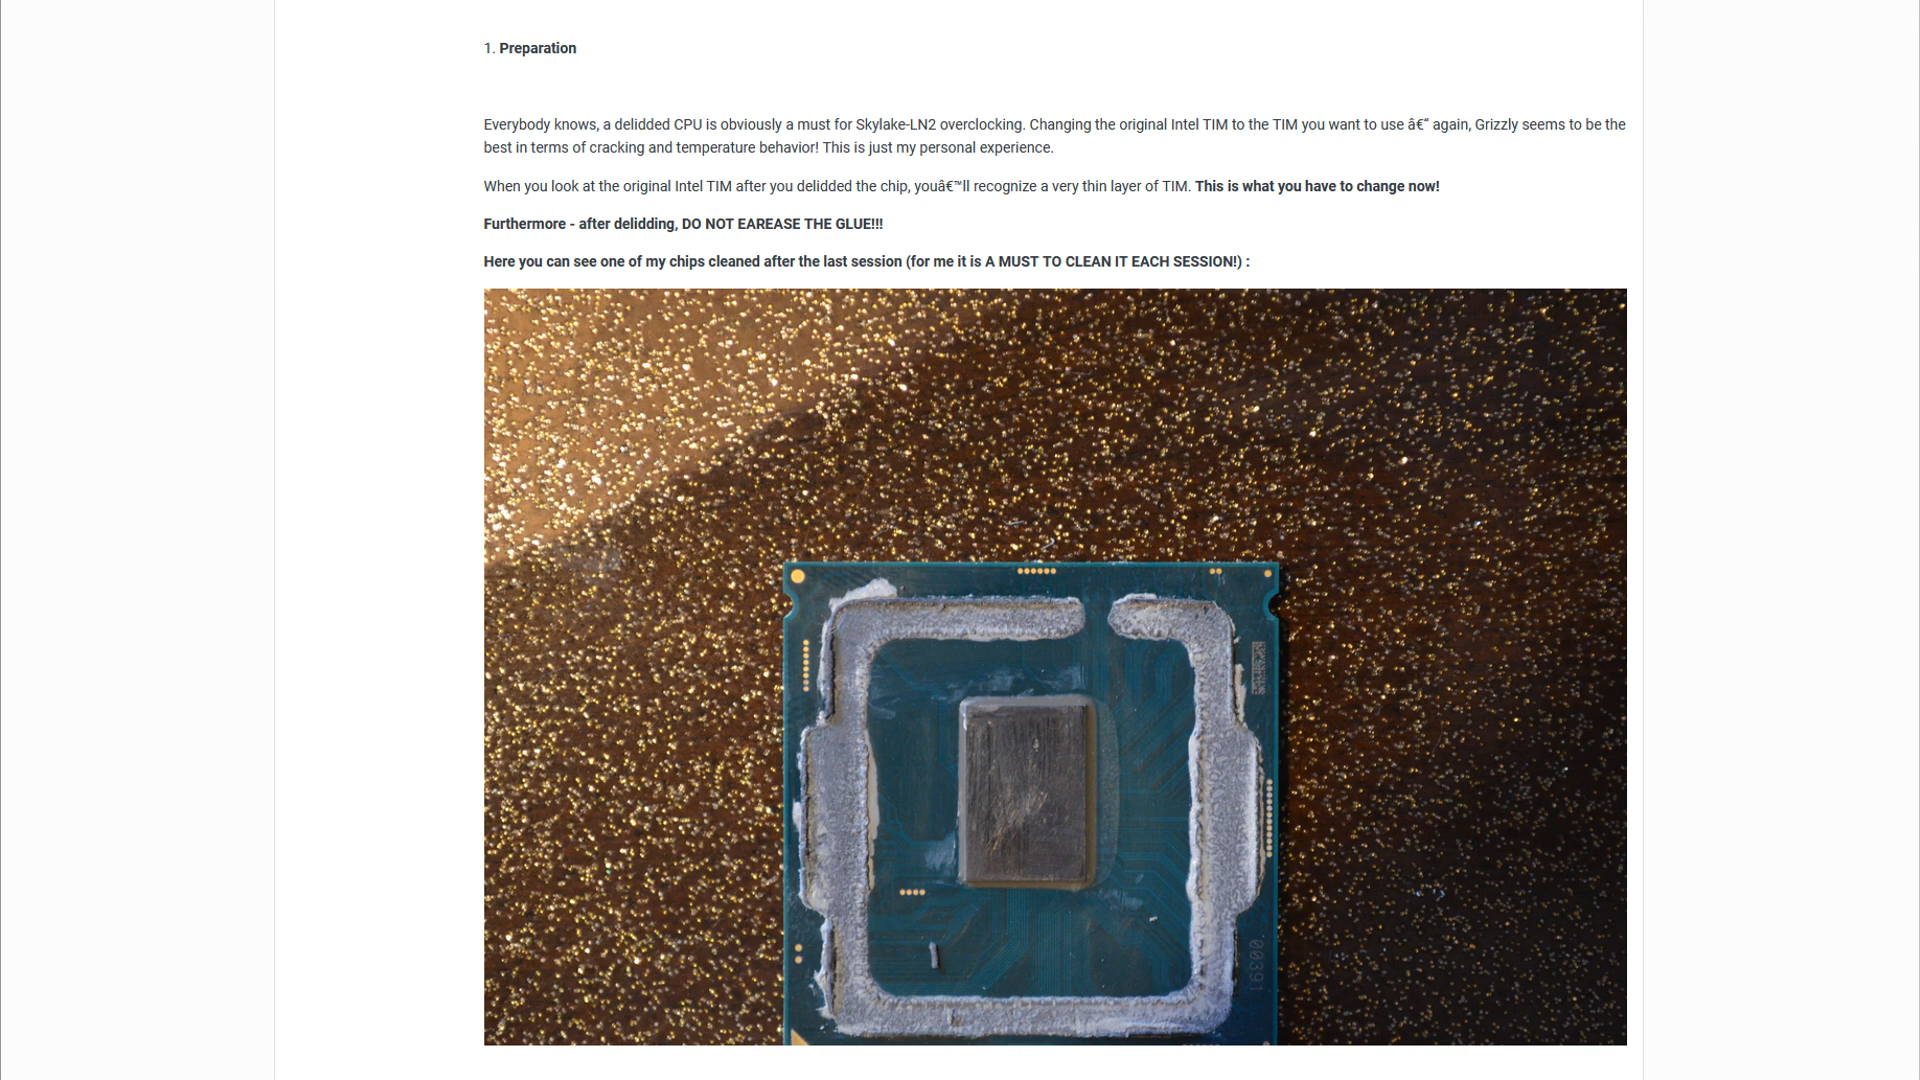 1. Preparation
Everybody knows, a delidded CPU is obviously a must for Skylake-LN2 overclocking. Changing the original Intel TIM to the TIM you want to use â€“ again, Grizzly seems to be the
best in terms of cracking and temperature behavior! This is just my personal experience.
When you look at the original Intel TIM after you delidded the chip, youâ€™ll recognize a very thin layer of TIM. This is what you have to change now!
Furthermore - after delidding, DO NOT EAREASE THE GLUE!!!
Here you can see one of my chips cleaned after the last session (for me it is A MUST TO CLEAN IT EACH SESSION!) :